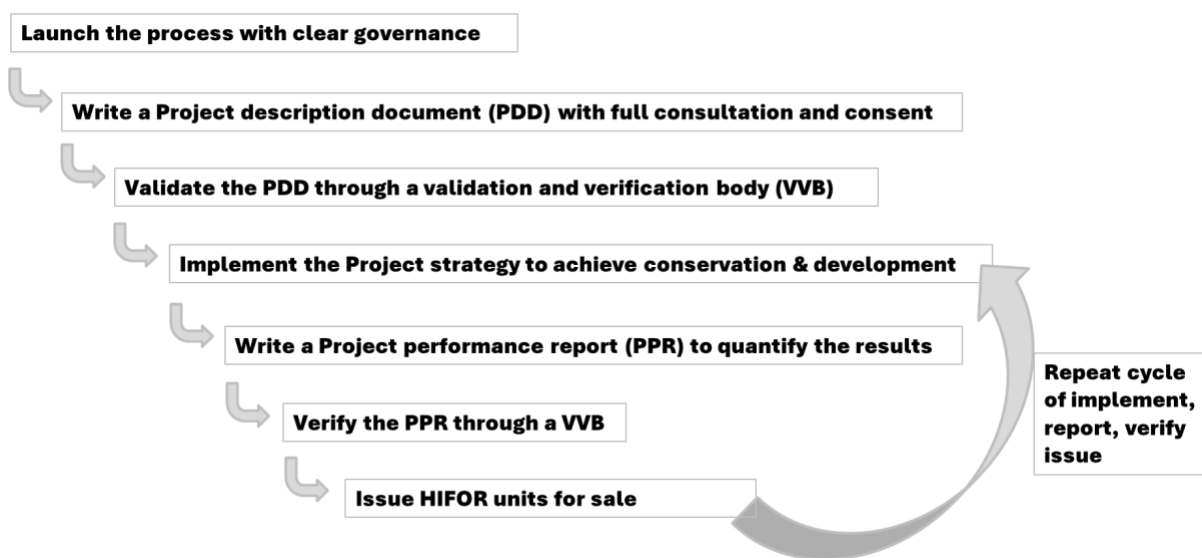 Launch the process with clear governance
Write a Project description document (PDD) with full consultation and consent
Validate the PDD through a validation and verification body (VVB)
Implement the Project strategy to achieve conservation & development
Write a Project performance report (PPR) to quantify the results
Verify the PPR through a VVB
Issue HIFOR units for sale
Repeat cycle
of implement,
report, verify
issue